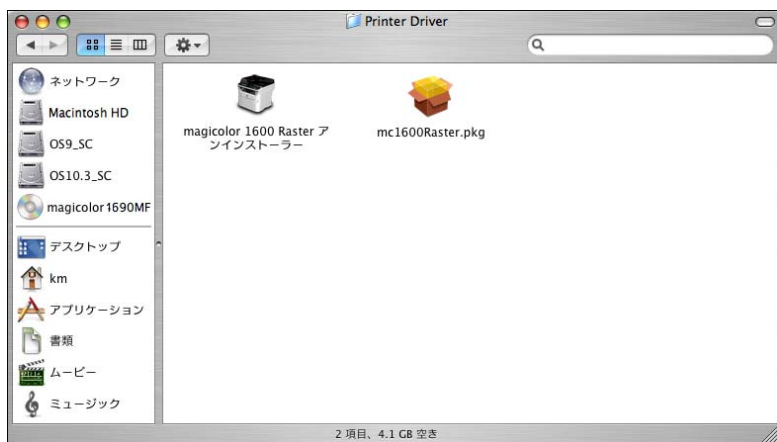 Printer Driver
ネットワーク
Macintosh HD
OS9_SC
OS10.3_SC
magicolor 1690MF
デスクトップ
km
アプリケーション
書類
ムービー
ミュージック
magicolor 1600 Raster ア
ンインストーラー
mc1600Raster.pkg
2 項目、4.1 GB 空き